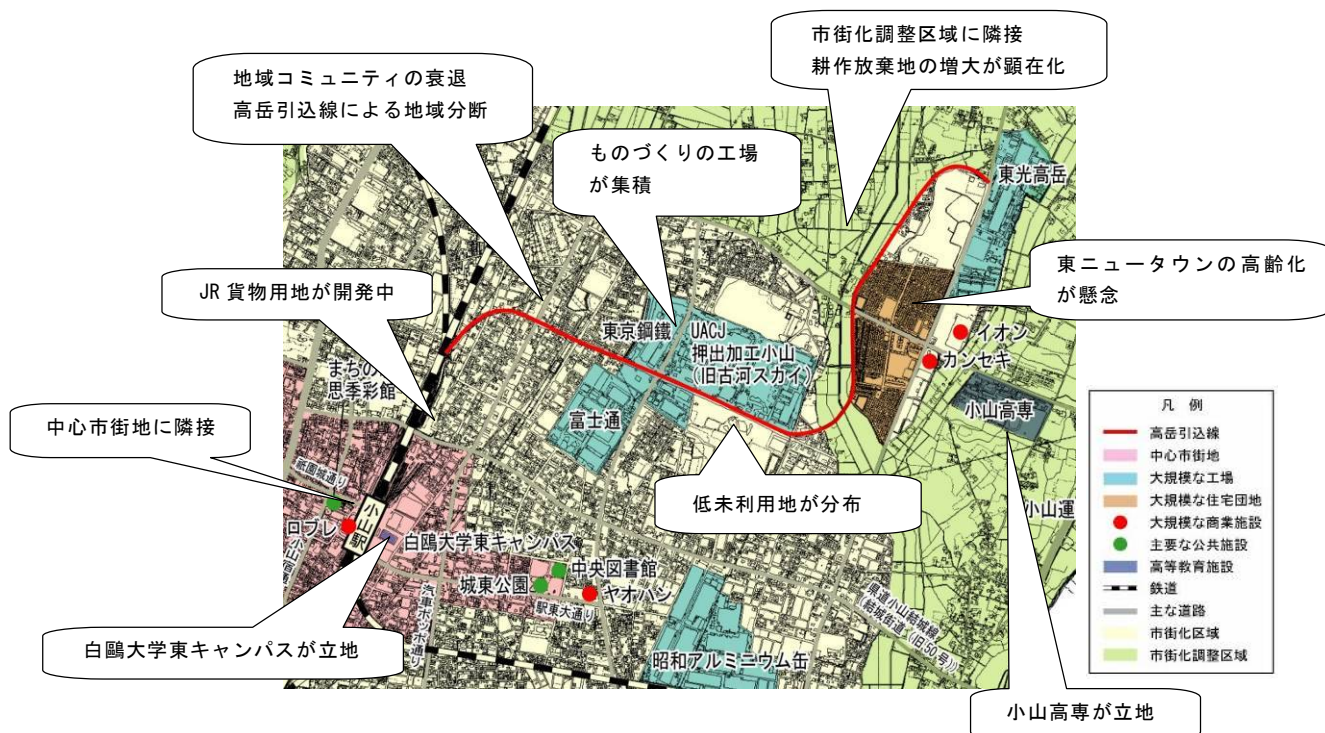 市街化調整区域に隣接
耕作放棄地の増大が顕在化
地域コミュニティの衰退
高岳引込線による地域分断
ものづくりの工場
が集積
東光高岳
東ニュータウンの高齢化
が懸念
JR 貨物用地が開発中
東京鋼鐵
UACJ
押出加工小山
(旧古河スカイ)
イオン
カンセキ
まちの
思季彩館
小山高専
富士通
中心市街地に隣接
祇園城通り
低未利用地が分布
小山運
ロブレ
小山駅
白鷗大学東キャンパス
中央図書館
城東公園
ヤオハン
駅東大通り
汽車ポッポ通り
県道小山結城線
(結城街道(旧50号))
白鷗大学東キャンパスが立地
昭和アルミニウム缶
小山高専が立地
凡 例
高岳引込線
中心市街地
大規模な工場
大規模な住宅団地
大規模な商業施設
主要な公共施設
高等教育施設
鉄道
主な道路
市街化区域
市街化調整区域